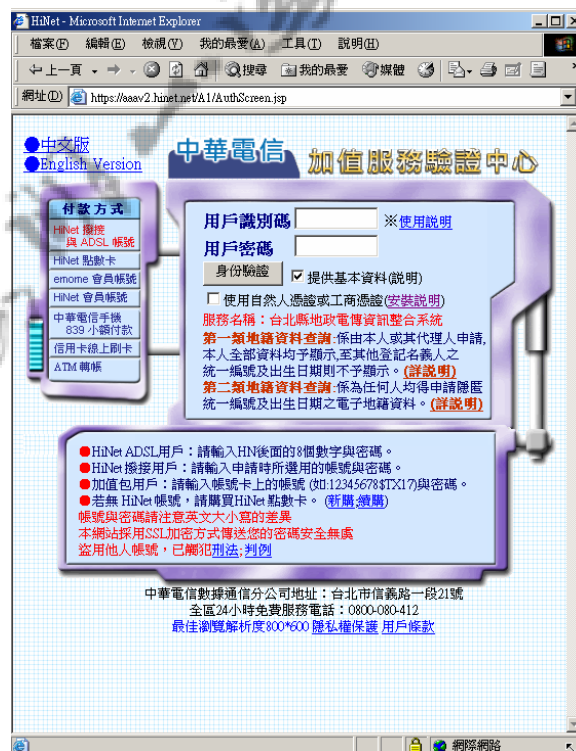 HiNet - Microsoft Internet Explorer
檔案(F) 編輯(E) 檢視(V) 我的最愛(A) 工具(T) 說明(H)
上一頁 搜尋 我的最愛 媒體
網址(D) https://aaav2.hinet.net/A1/AuthScreen.jsp
●中文版
●English Version
中華電信 加值服務驗證中心
付款方式
HiNet 撥接
與 ADSL 帳號
HiNet 點數卡
emome 會員帳號
HiNet 會員帳號
中華電信手機
839 小額付款
信用卡線上刷卡
ATM 轉帳
用戶識別碼 ※使用說明
用戶密碼
身份驗證 提供基本資料(說明)
使用自然人憑證或工商憑證(安裝說明)
服務名稱：台北縣地政電傳資訊整合系統
第一類地籍資料查詢:係由本人或其代理人申請,
本人全部資料均予顯示,至其他登記名義人之
統一編號及出生日期則不予顯示。(詳說明)
第二類地籍資料查詢:係為任何人均得申請隱匿
統一編號及出生日期之電子地籍資料。(詳說明)
●HiNet ADSL用戶：請輸入HN後面的8個數字與密碼。
●HiNet 撥接用戶：請輸入申請時所選用的帳號與密碼。
●加值包用戶：請輸入帳號卡上的帳號 (如:12345678$TX17)與密碼。
●若無 HiNet 帳號，請購買HiNet 點數卡。 (新購;續購)
帳號與密碼請注意英文大小寫的差異
本網站採用SSL加密方式傳送您的密碼安全無虞
盜用他人帳號，已觸犯刑法;判例
中華電信數據通信分公司地址：台北市信義路一段21號
全區24小時免費服務電話：0800-080-412
最佳瀏覽解析度800*600 隱私權保護 用戶條款
網際網路